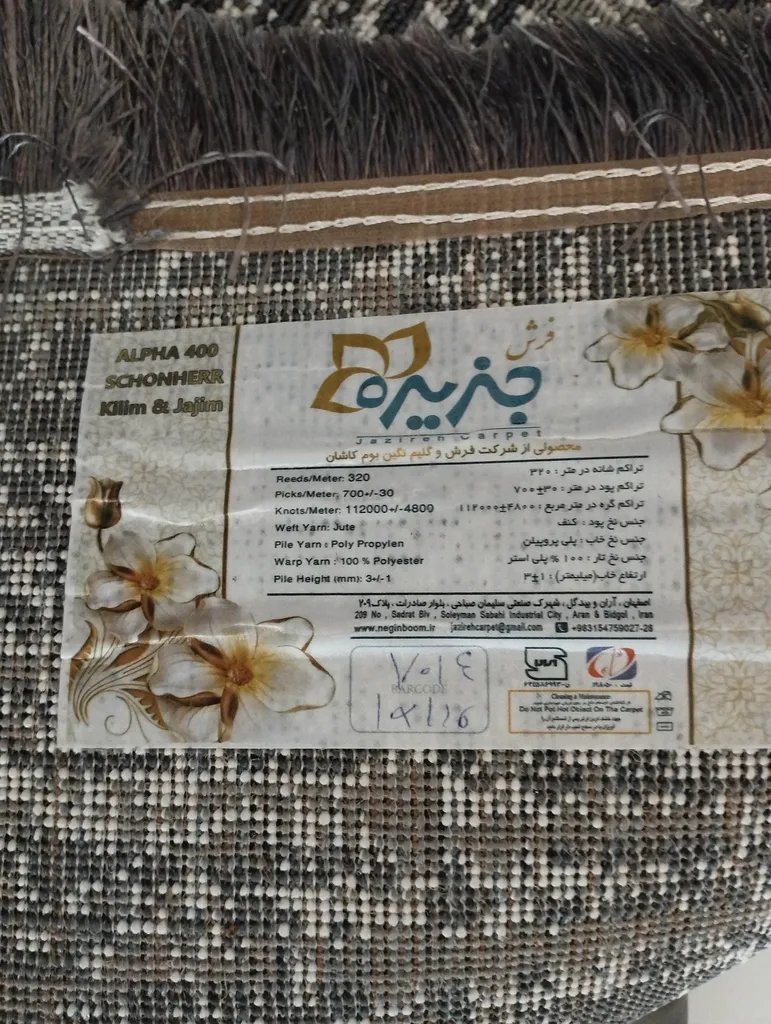 ALPHA 400
SCHONHERR
Kilim & Jajim
فرش
جزیره
Jazireh Carpet
محصولی از شرکت فرش و گلیم نگین بوم کاشان
Reeds/Meter: 320
تراکم شانه در متر : ۳۲۰
Picks/Meter: 700+/-30
تراکم پود در متر : ۳۰±۷۰۰
Knots/Meter: 112000+/-4800
تراکم گره در متر مربع : ۴۸۰۰±۱۱۲۰۰۰
Weft Yarn: Jute
جنس نخ پود : کنف
Pile Yarn : Poly Propylen
جنس نخ خاب : پلی پروپیلن
Warp Yarn : 100 % Polyester
جنس نخ تار : ۱۰۰ % پلی استر
Pile Height (mm): 3+/-1
ارتفاع خاب(میلیمتر) : ۱±۳
اصفهان ، آران و بیدگل ، شهرک صنعتی سلیمان صباحی ، بلوار صادرات ، پلاک ۲۰۹
209 No , Sadrat Blv , Soleyman Sabahi Industrial City , Aran & Bidgol , Iran
www.neginboom.ir jazirehcarpet@gmail.com +983154759027-28
BARCODE
Cleaning & Maintenance
Do Not Put Hot Object On The Carpet